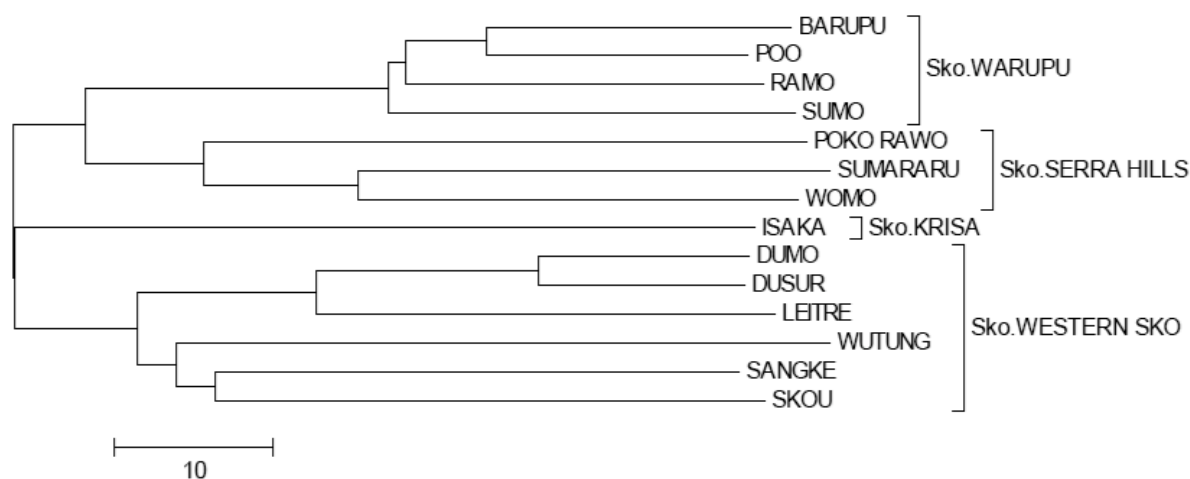 BARUPU
POO
RAMO
SUMO
Sko.WARUPU
POKO RAWO
SUMARARU
WOMO
Sko.SERRA HILLS
ISAKA
Sko.KRISA
DUMO
DUSUR
LEITRE
WUTUNG
SANGKE
SKOU
Sko.WESTERN SKO
10